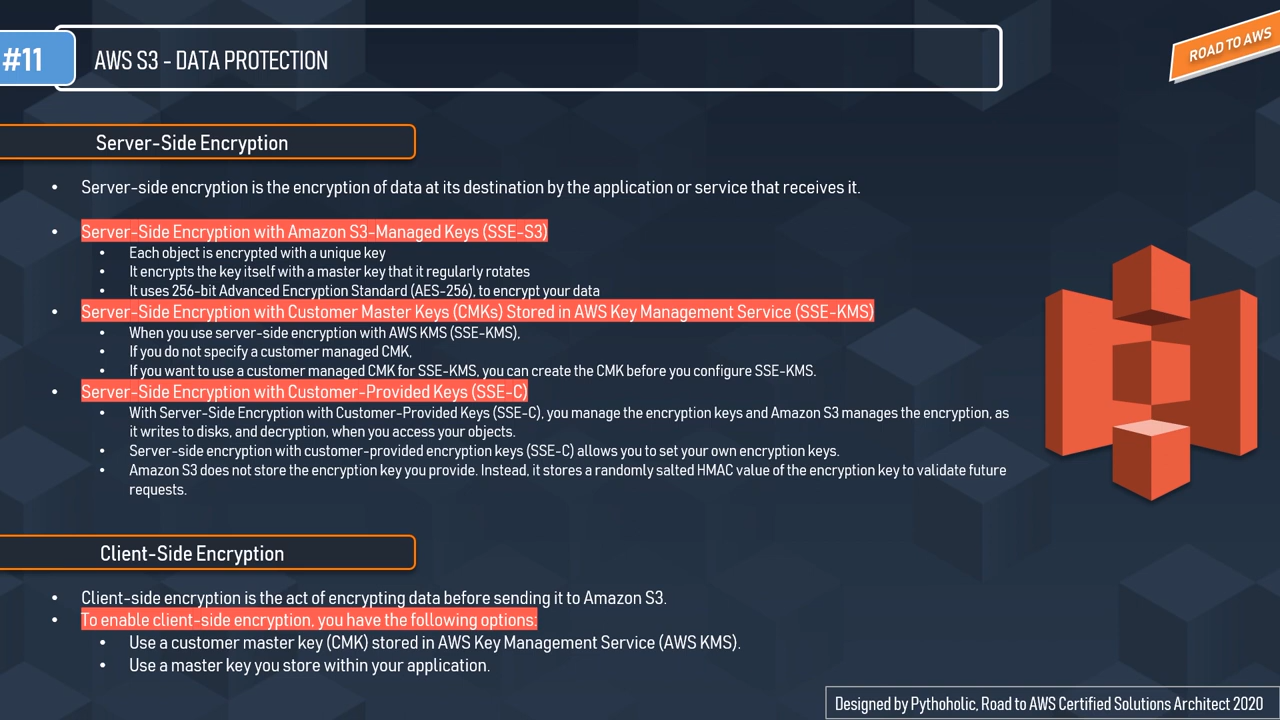 #11
AWS S3 - DATA PROTECTION
ROAD TO AWS
Server-Side Encryption
• Server-side encryption is the encryption of data at its destination by the application or service that receives it.
• Server-Side Encryption with Amazon S3-Managed Keys (SSE-S3)
• Each object is encrypted with a unique key
• It encrypts the key itself with a master key that it regularly rotates
• It uses 256-bit Advanced Encryption Standard (AES-256), to encrypt your data
• Server-Side Encryption with Customer Master Keys (CMKs) Stored in AWS Key Management Service (SSE-KMS)
• When you use server-side encryption with AWS KMS (SSE-KMS),
• If you do not specify a customer managed CMK,
• If you want to use a customer managed CMK for SSE-KMS, you can create the CMK before you configure SSE-KMS.
• Server-Side Encryption with Customer-Provided Keys (SSE-C)
• With Server-Side Encryption with Customer-Provided Keys (SSE-C), you manage the encryption keys and Amazon S3 manages the encryption, as
it writes to disks, and decryption, when you access your objects.
• Server-side encryption with customer-provided encryption keys (SSE-C) allows you to set your own encryption keys.
• Amazon S3 does not store the encryption key you provide. Instead, it stores a randomly salted HMAC value of the encryption key to validate future
requests.
Client-Side Encryption
• Client-side encryption is the act of encrypting data before sending it to Amazon S3.
• To enable client-side encryption, you have the following options:
• Use a customer master key (CMK) stored in AWS Key Management Service (AWS KMS).
• Use a master key you store within your application.
Designed by Pythoholic, Road to AWS Certified Solutions Architect 2020